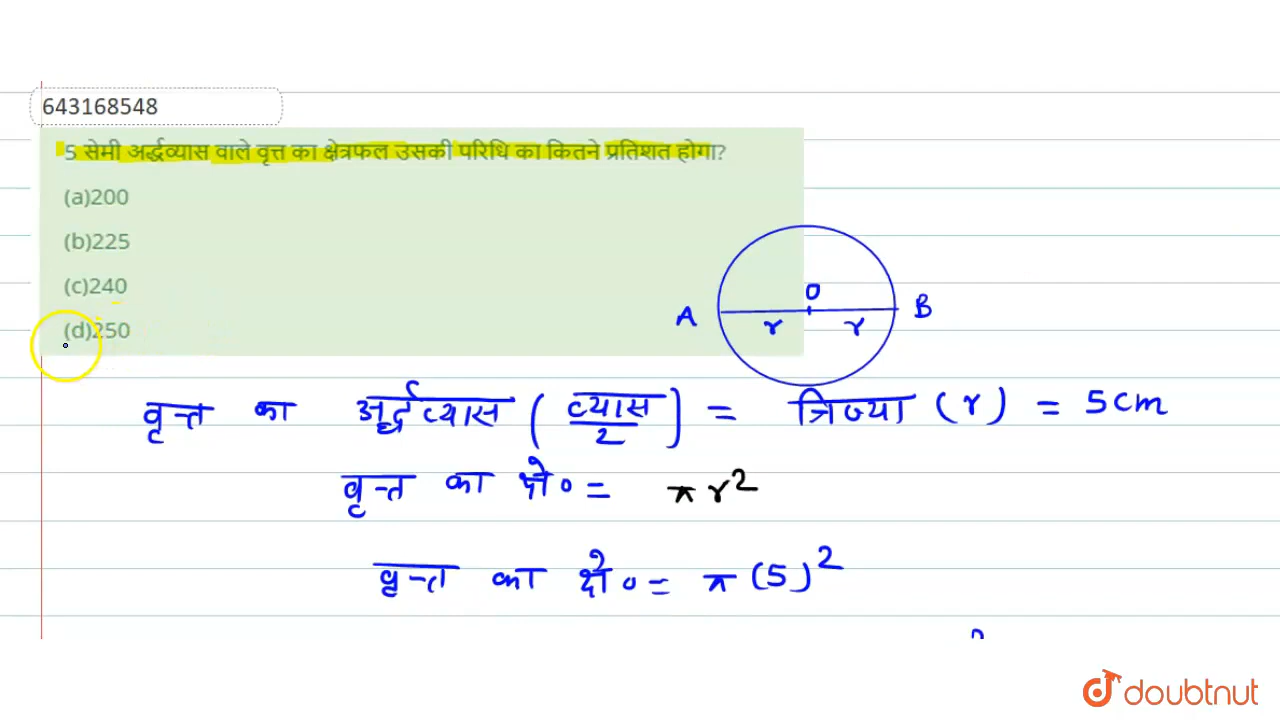 643168548
5 सेमी अर्द्धव्यास वाले वृत्त का क्षेत्रफल उसकी परिधि का कितने प्रतिशत होगा?
(a)200
(b)225
(c)240
(d)250
O
A r r B
वृत्त का अर्द्धव्यास (व्यास/2) = त्रिज्या (r) = 5cm
वृत्त का क्षे० = π r²
वृत्त का क्षे० = π (5)²
doubtnut